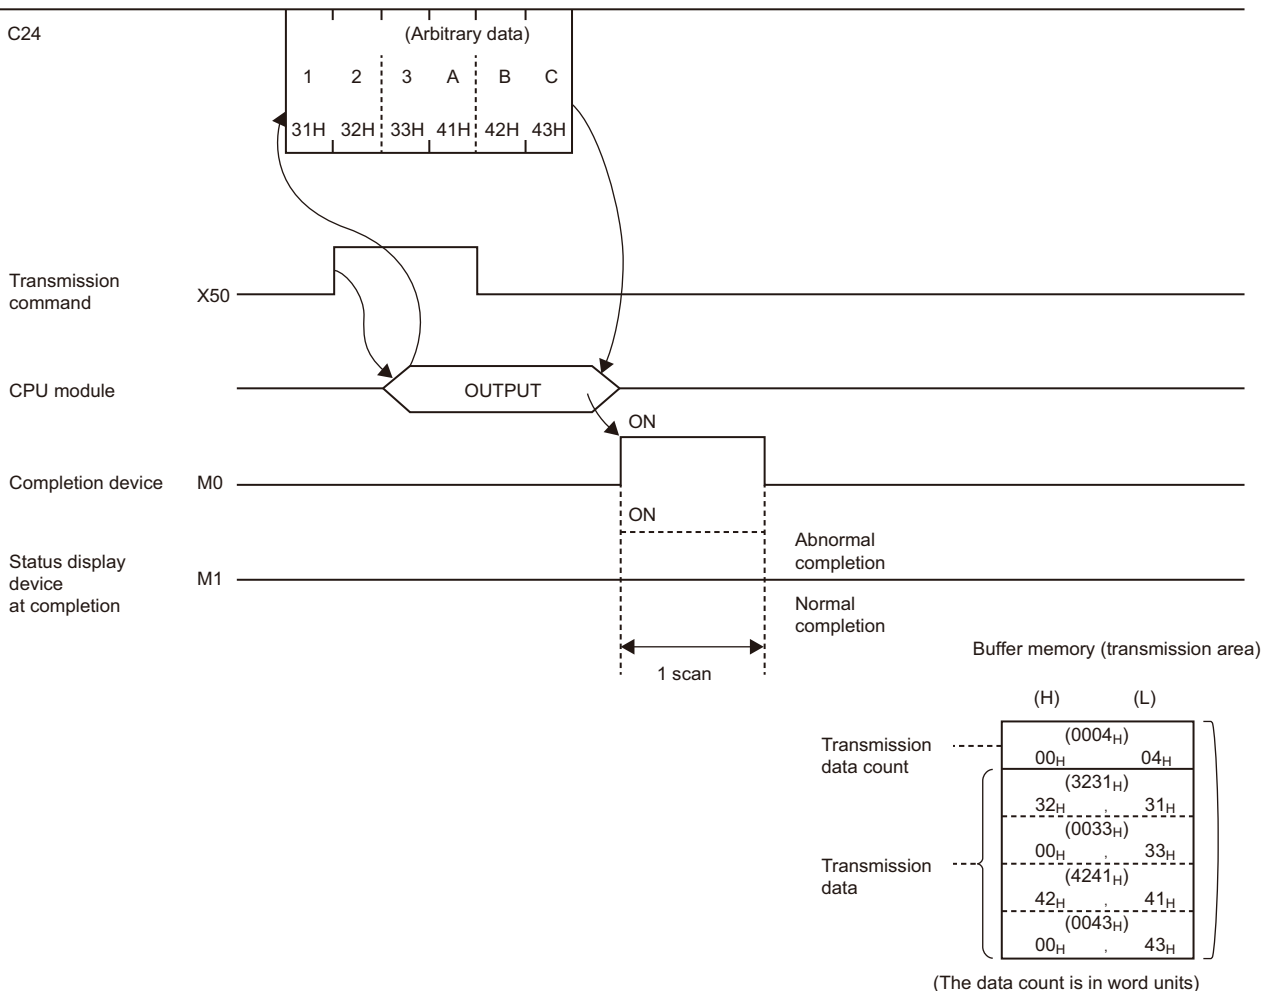 C24
(Arbitrary data)
1 2 3 A B C
31H 32H 33H 41H 42H 43H
Transmission
command
X50
CPU module
OUTPUT
ON
Completion device M0
ON
Abnormal
completion
Status display
device
at completion
M1
Normal
completion
1 scan
Buffer memory (transmission area)
(H) (L)
Transmission
data count
(0004H)
00H 04H
(3231H)
32H , 31H
(0033H)
00H , 33H
Transmission
data
(4241H)
42H , 41H
(0043H)
00H , 43H
(The data count is in word units)